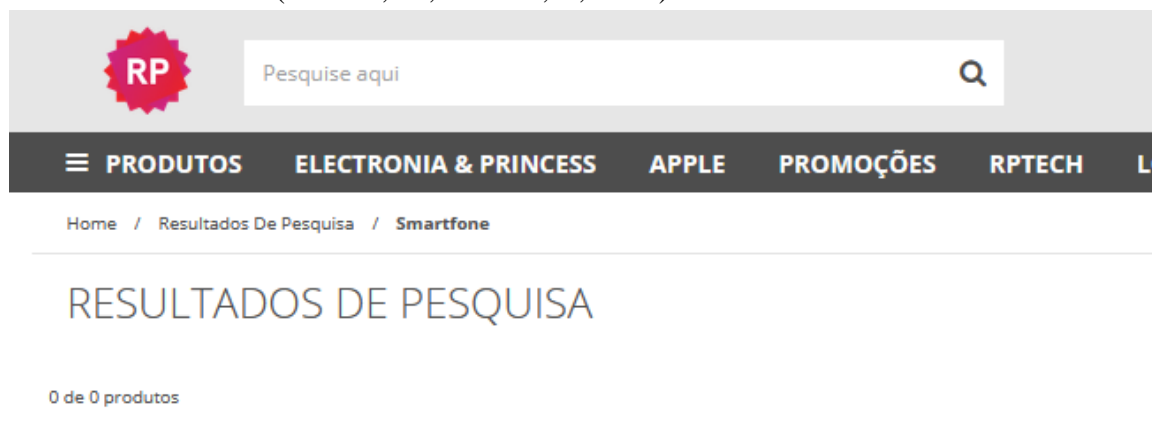 RP
Pesquise aqui
PRODUTOS ELECTRONIA & PRINCESS APPLE PROMOÇÕES RPTECH
Home / Resultados De Pesquisa / Smartfone
RESULTADOS DE PESQUISA
0 de 0 produtos